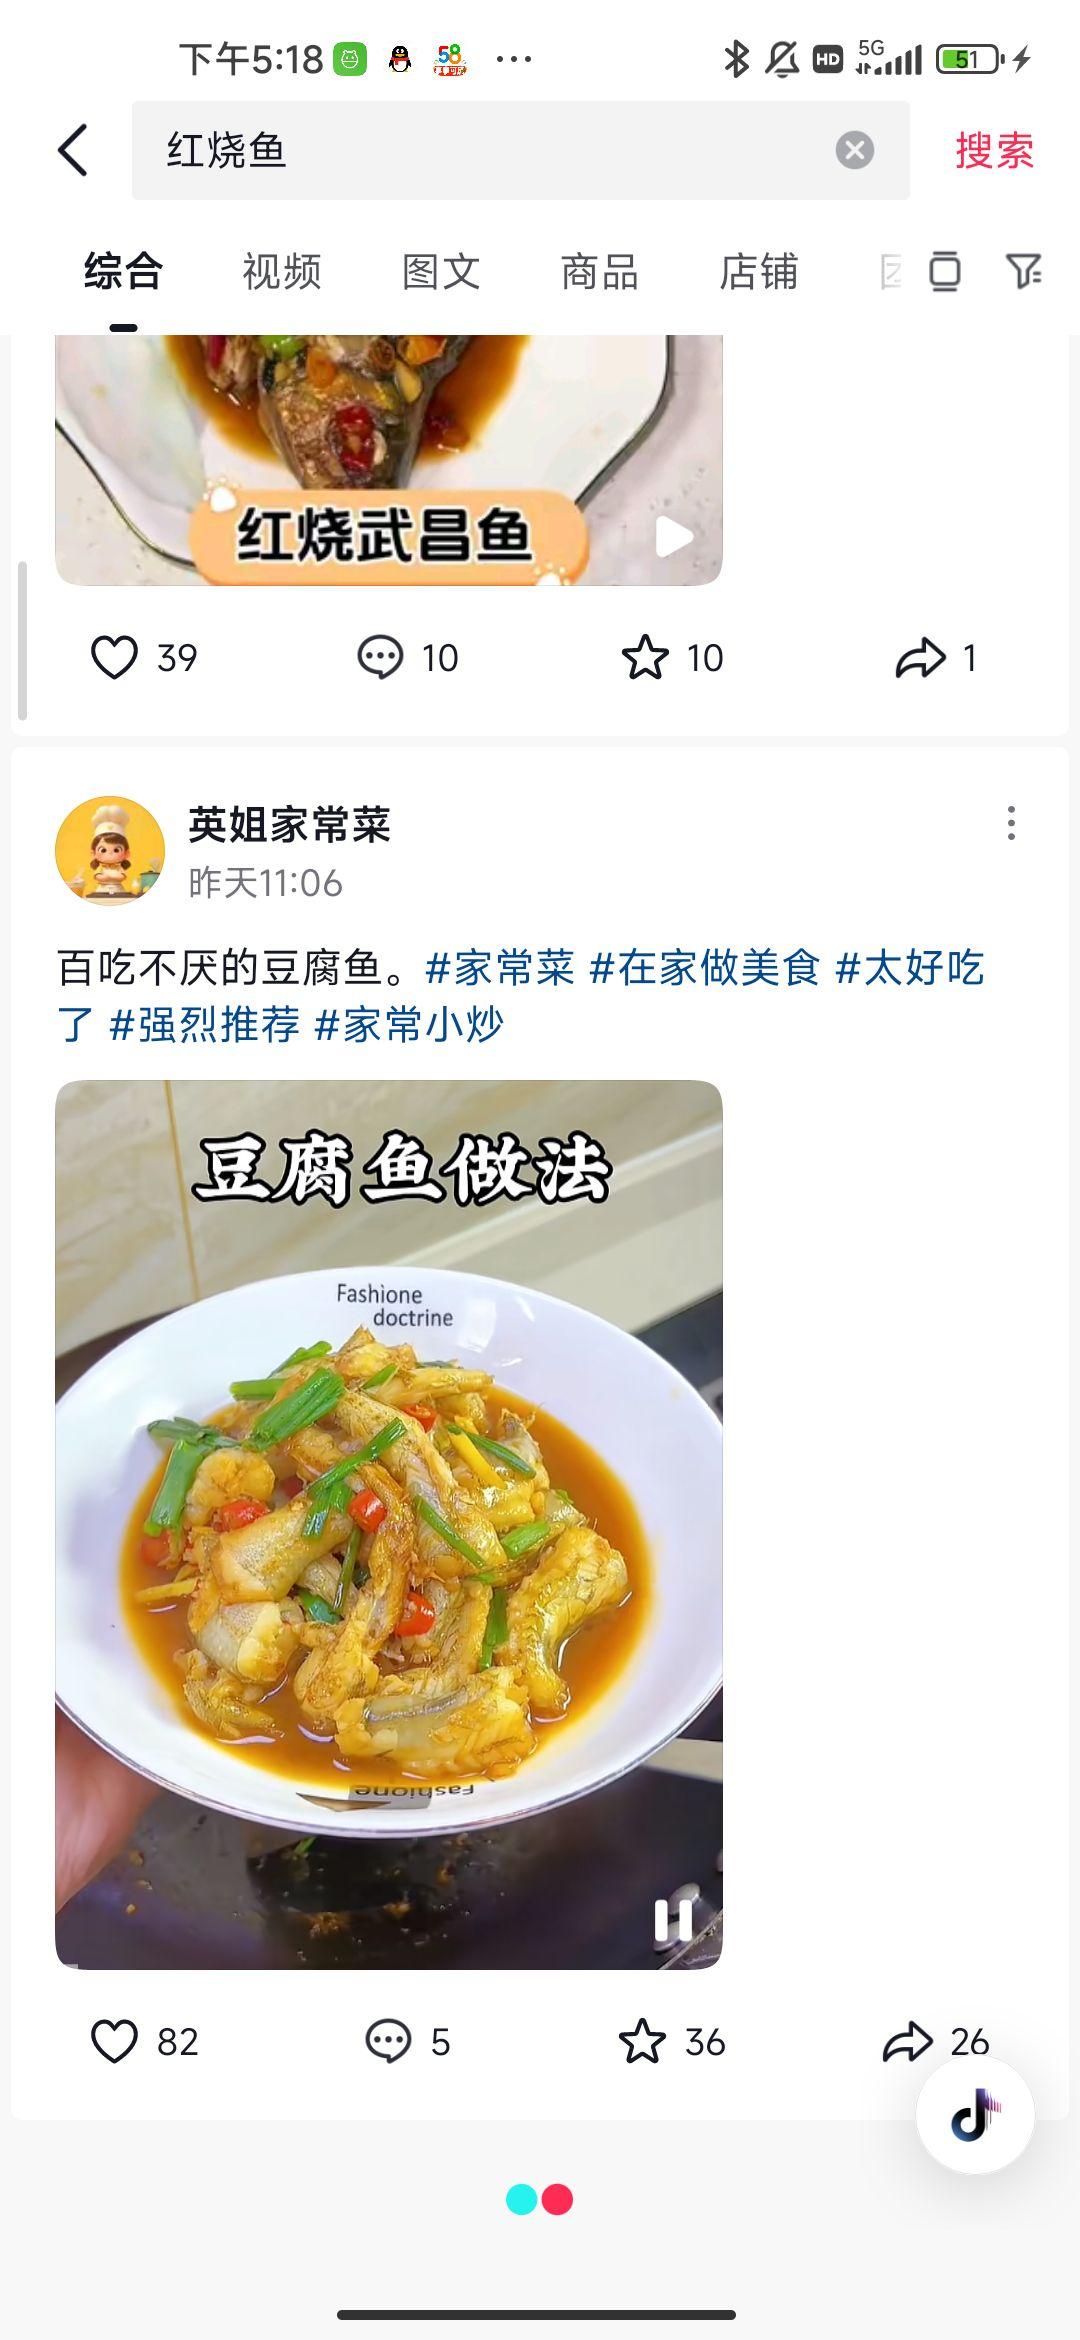 下午5:18
58
HD
5G
51
红烧鱼
搜索
综合
视频
图文
商品
店铺
红烧武昌鱼
39
10
10
1
英姐家常菜
昨天11:06
百吃不厌的豆腐鱼。#家常菜 #在家做美食 #太好吃
了 #强烈推荐 #家常小炒
豆腐鱼做法
Fashione
doctrine
Fashione
82
5
36
26